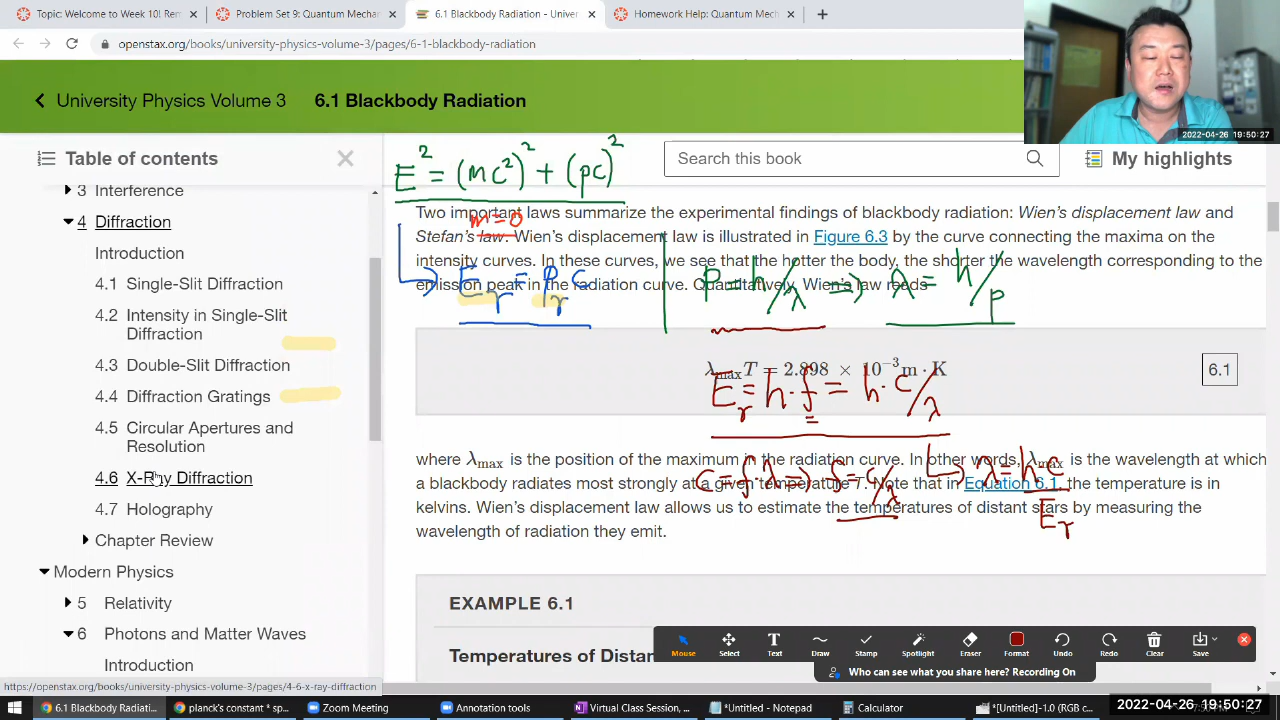 Topic: Welcome to Week 10! Rem
Problem Set 9: Quantum Mechan
6.1 Blackbody Radiation - Univer
Homework Help: Quantum Mech
openstax.org/books/university-physics-volume-3/pages/6-1-blackbody-radiation
University Physics Volume 3
6.1 Blackbody Radiation
2022-04-26 19:50:27
Table of contents
Search this book
My highlights
3 Interference
4 Diffraction
Introduction
4.1 Single-Slit Diffraction
4.2 Intensity in Single-Slit
Diffraction
4.3 Double-Slit Diffraction
4.4 Diffraction Gratings
4.5 Circular Apertures and
Resolution
4.6 X-Ray Diffraction
4.7 Holography
Chapter Review
Modern Physics
5 Relativity
6 Photons and Matter Waves
Introduction
E² = (mc²)² + (pc)²
m=0
Two important laws summarize the experimental findings of blackbody radiation: Wien's displacement law and
Stefan's law. Wien's displacement law is illustrated in Figure 6.3 by the curve connecting the maxima on the
intensity curves. In these curves, we see that the hotter the body, the shorter the wavelength corresponding to the
emission peak in the radiation curve. Quantitatively, Wien's law reads
E_r = p_r c
p = h/λ ⇒ λ = h/p
λmax T = 2.898 × 10⁻³ m · K
6.1
E_r = h·f = h·c/λ
where λmax is the position of the maximum in the radiation curve. In other words, λmax is the wavelength at which
a blackbody radiates most strongly at a given temperature T. Note that in Equation 6.1, the temperature is in
kelvins. Wien's displacement law allows us to estimate the temperatures of distant stars by measuring the
wavelength of radiation they emit.
c = f·λ ⇒ f = c/λ
λ = h·c
E_r
EXAMPLE 6.1
Temperatures of Distan
Mouse Select Text Draw Stamp Spotlight Eraser Format Undo Redo Clear Save
Who can see what you share here? Recording On
https://openstax.org/books/university-physics-volume-3/pages/4-6-x-ray-diffraction
6.1 Blackbody Radiati...
planck's constant * sp...
Zoom Meeting
Annotation tools
Virtual Class Session, ...
*Untitled - Notepad
Calculator
*[Untitled]-1.0 (RGB c...
2022-04-26 19:50:27